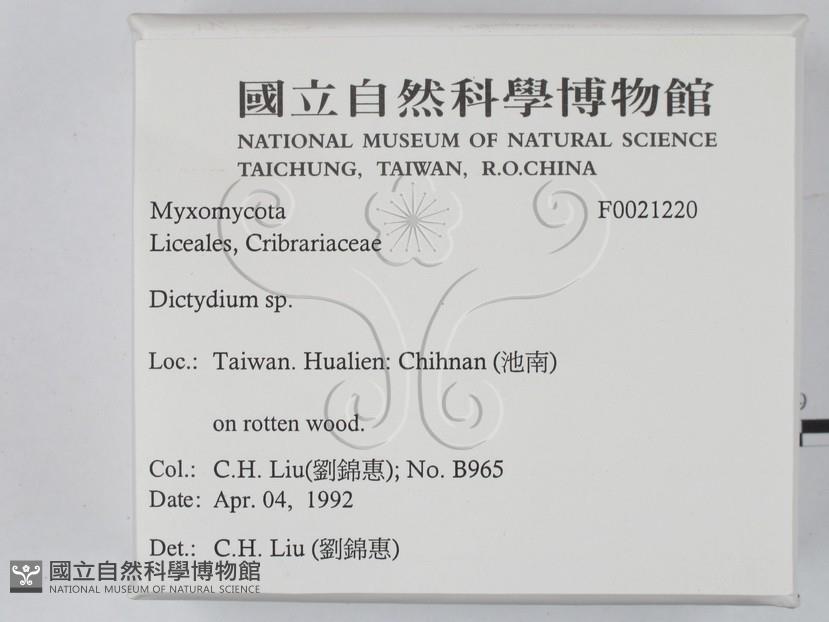 國立自然科學博物館
NATIONAL MUSEUM OF NATURAL SCIENCE
TAICHUNG, TAIWAN, R.O.CHINA
Myxomycota F0021220
Liceales, Cribrariaceae
Dictydium sp.
Loc.: Taiwan. Hualien: Chihnan (池南)
on rotten wood.
Col.: C.H. Liu(劉錦惠); No. B965
Date: Apr. 04, 1992
Det.: C.H. Liu (劉錦惠)
國立自然科學博物館
NATIONAL MUSEUM OF NATURAL SCIENCE